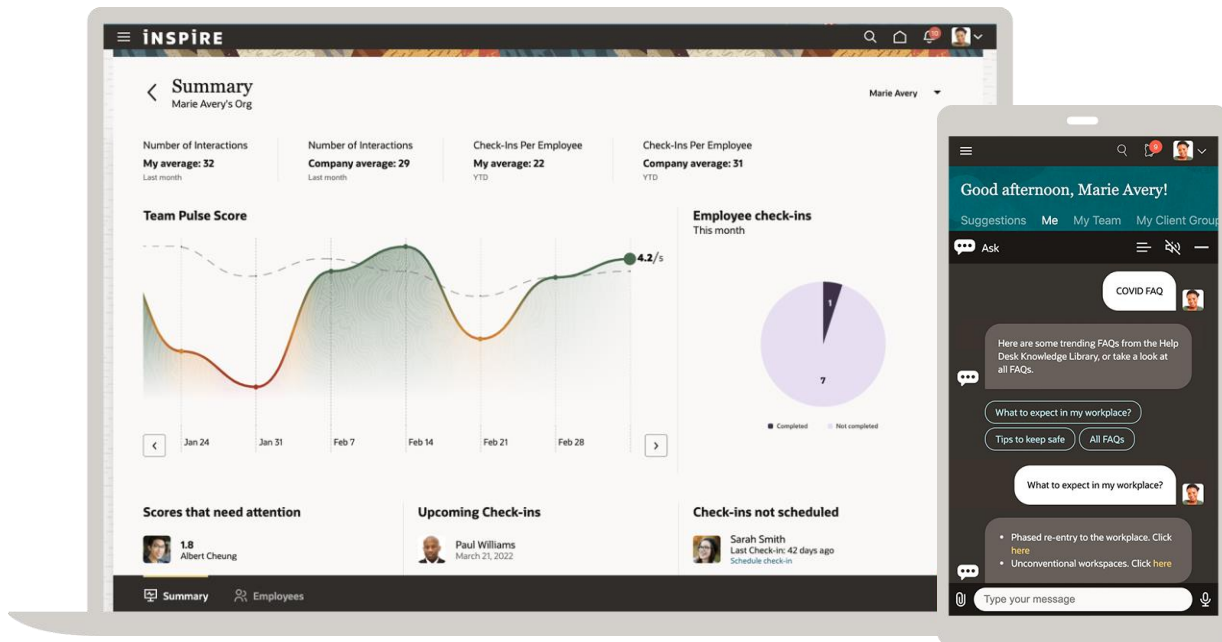 iNSPiRE
10
Summary
Marie Avery's Org
Marie Avery
Number of Interactions
My average: 32
Last month
Number of Interactions
Company average: 29
Last month
Check-Ins Per Employee
My average: 22
YTD
Check-Ins Per Employee
Company average: 31
YTD
Team Pulse Score
4.2/5
Jan 24
Jan 31
Feb 7
Feb 14
Feb 21
Feb 28
Employee check-ins
This month
1
7
Completed
Not completed
Scores that need attention
1.8
Albert Cheung
Upcoming Check-ins
Paul Williams
March 21, 2022
Check-ins not scheduled
Sarah Smith
Last Check-in: 42 days ago
Schedule check-in
Summary
Employees
9
Good afternoon, Marie Avery!
Suggestions Me My Team My Client Group
Ask
COVID FAQ
Here are some trending FAQs from the Help
Desk Knowledge Library, or take a look at
all FAQs.
What to expect in my workplace?
Tips to keep safe
All FAQs
What to expect in my workplace?
• Phased re-entry to the workplace. Click
here
• Unconventional workspaces. Click here
Type your message